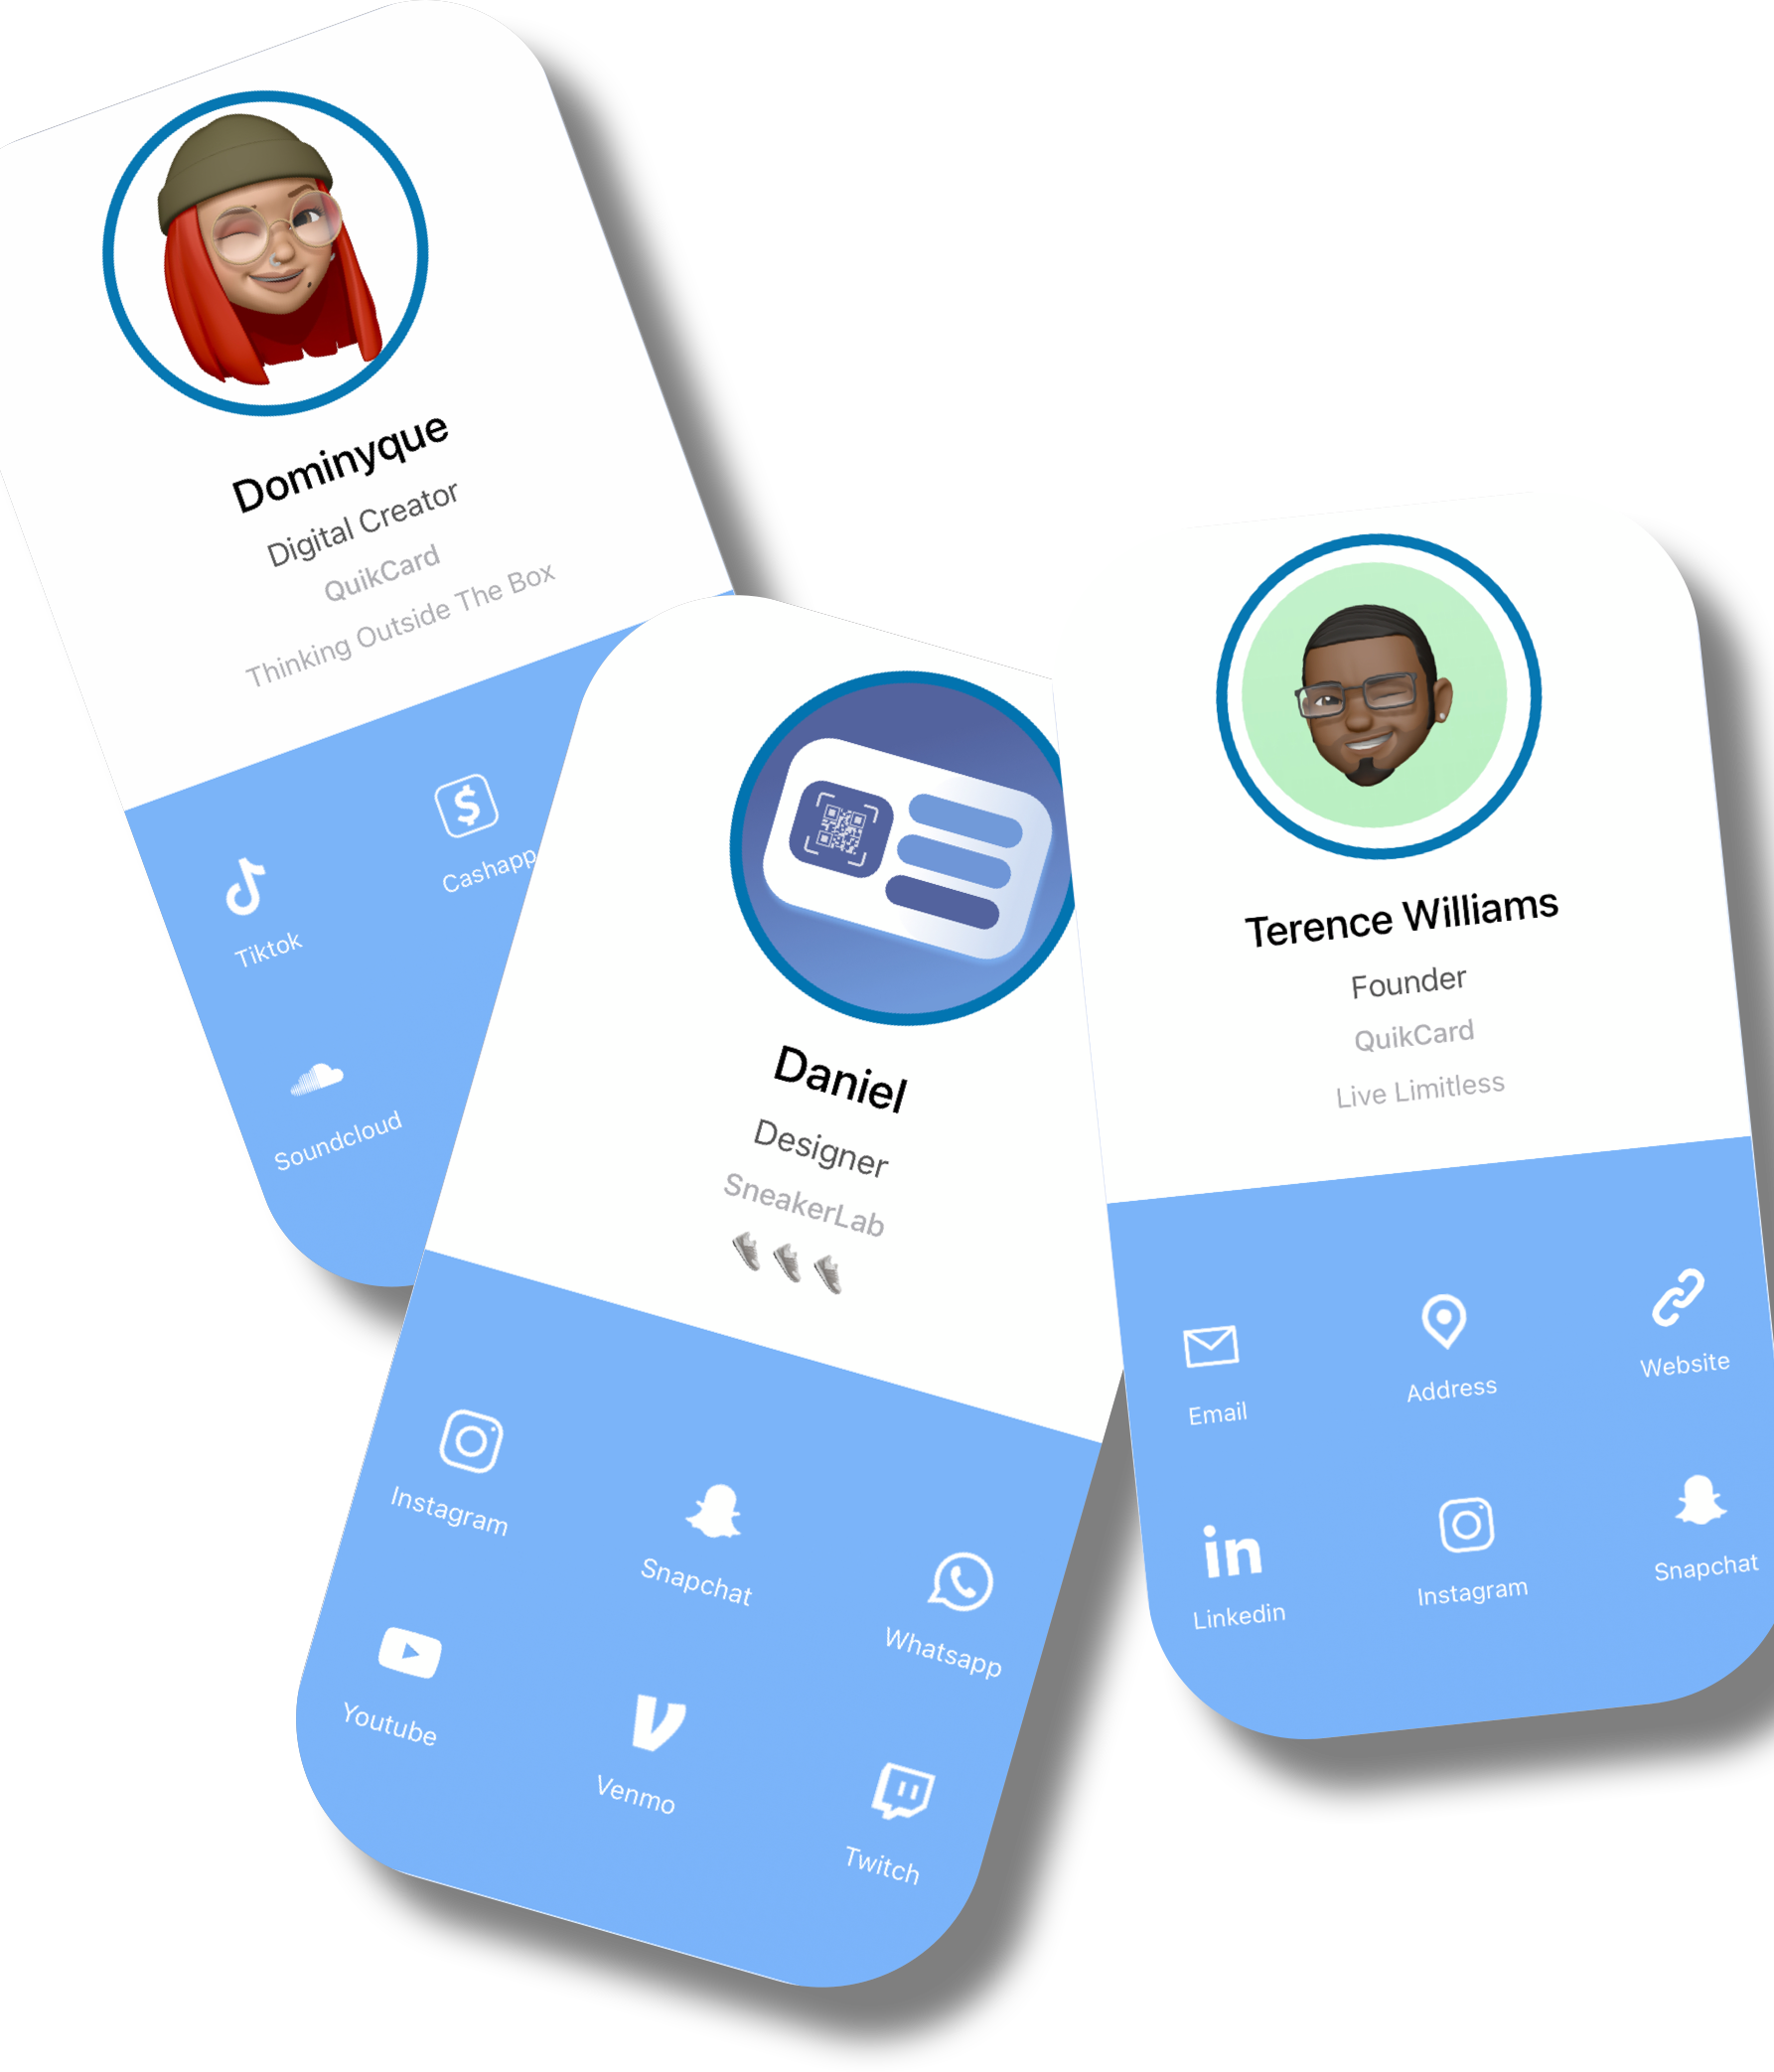 Dominyque
Digital Creator
QuikCard
Thinking Outside The Box
Cashapp
Tiktok
Soundcloud
Daniel
Designer
SneakerLab
Instagram
Snapchat
Whatsapp
Youtube
Venmo
Twitch
Terence Williams
Founder
QuikCard
Live Limitless
Email
Address
Website
in
Linkedin
Instagram
Snapchat